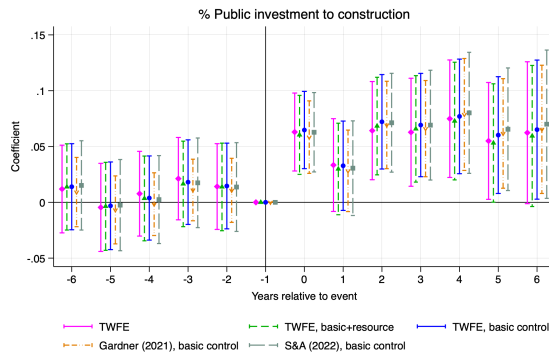 % Public investment to construction
.15
.1
.05
0
-.05
Coefficient
-6 -5 -4 -3 -2 -1 0 1 2 3 4 5 6
Years relative to event
TWFE TWFE, basic+resource TWFE, basic control
Gardner (2021), basic control S&A (2022), basic control